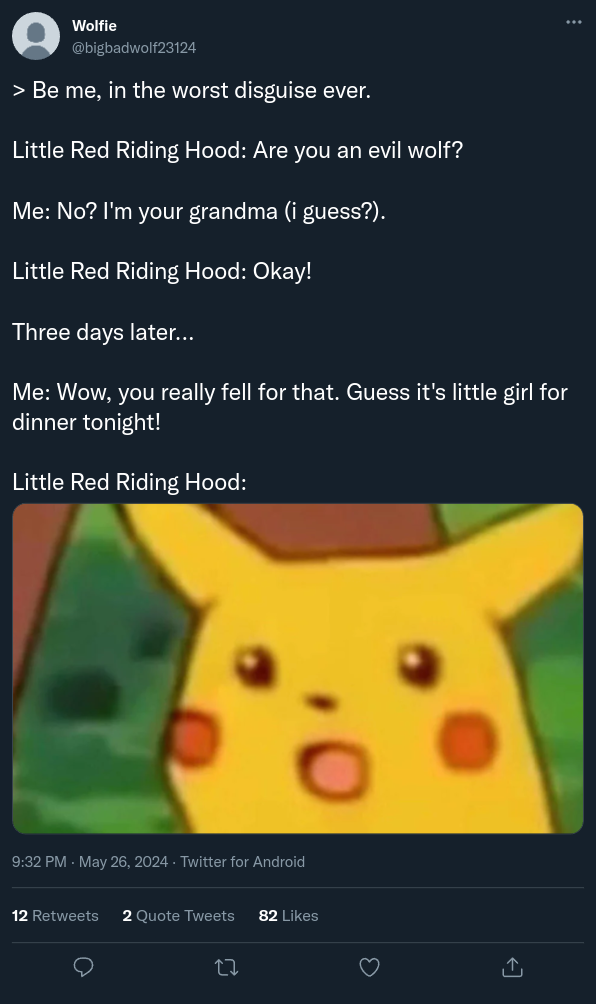 Wolfie
@bigbadwolf23124
> Be me, in the worst disguise ever.
Little Red Riding Hood: Are you an evil wolf?
Me: No? I'm your grandma (i guess?).
Little Red Riding Hood: Okay!
Three days later...
Me: Wow, you really fell for that. Guess it's little girl for
dinner tonight!
Little Red Riding Hood:
9:32 PM · May 26, 2024 · Twitter for Android
12 Retweets 2 Quote Tweets 82 Likes